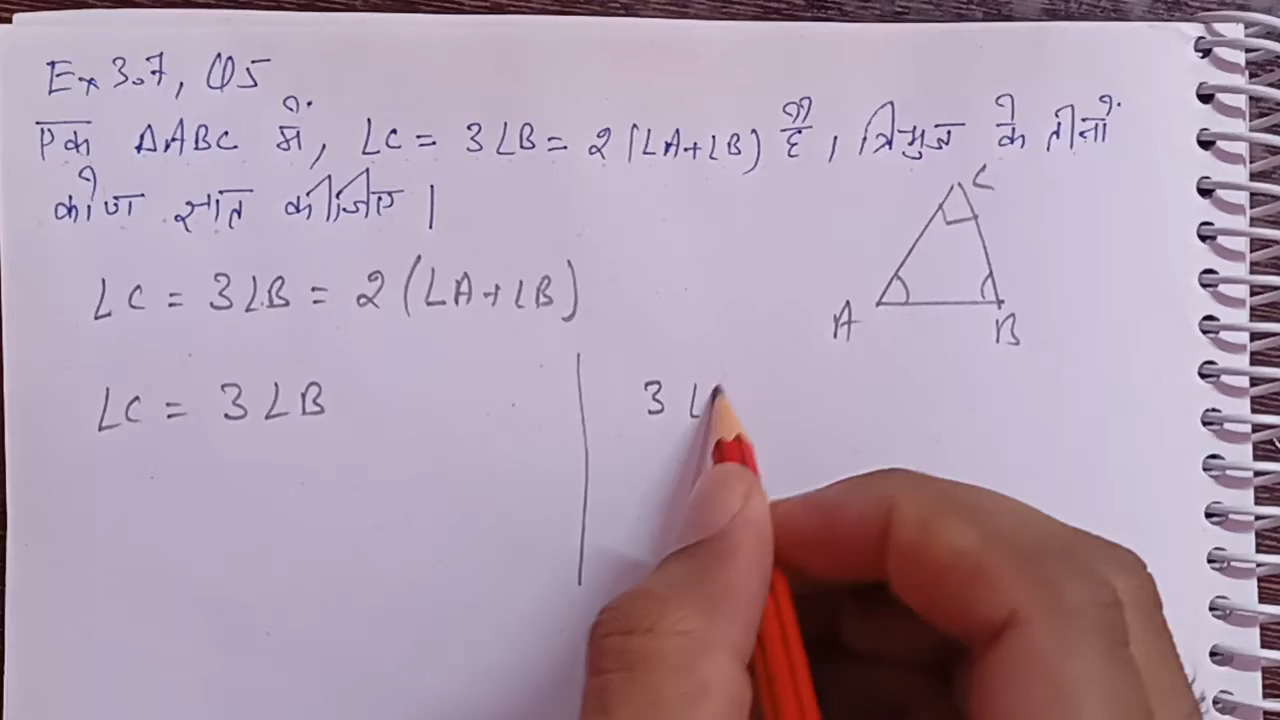 Ex 3.7, Q5
एक ΔABC में, ∠C = 3∠B = 2(∠A+∠B) है, त्रिभुज के तीनों
कोण ज्ञात कीजिए।
C
∠C = 3∠B = 2(∠A+∠B)
A
B
∠C = 3∠B
3 ∠